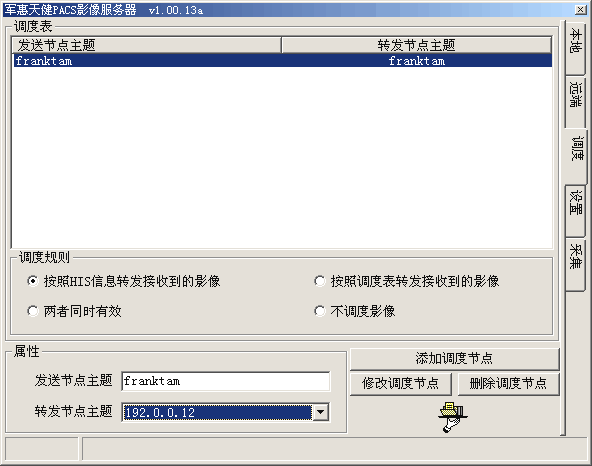 军惠天健PACS影像服务器 v1.00.13a
调度表
发送节点主题 转发节点主题
franktam franktam
调度规则
按照HIS信息转发接收到的影像 按照调度表转发接收到的影像
两者同时有效 不调度影像
属性
发送节点主题 franktam
转发节点主题 192.0.0.12
添加调度节点
修改调度节点 删除调度节点
本地
远端
调度
设置
采集